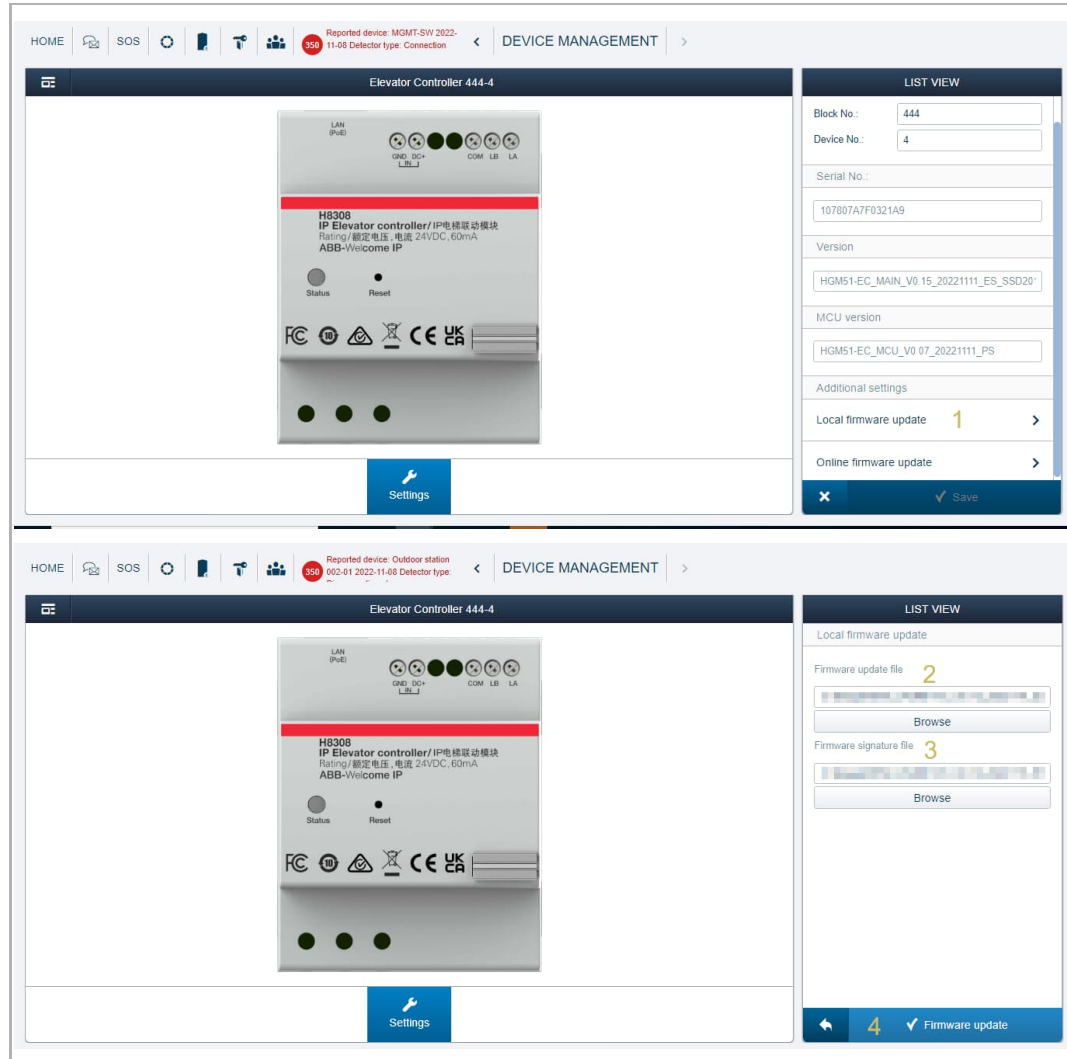 HOME
SOS
350
Reported device: MGMT-SW 2022-
11-08 Detector type: Connection
DEVICE MANAGEMENT
Elevator Controller 444-4
LAN
(PoE)
GND DC+
IN
COM LB LA
H8308
IP Elevator controller/IP电梯联动模块
Rating/额定电压,电流 24VDC,60mA
ABB-Welcome IP
Status
Reset
FC
10
CE
UK
CA
Settings
LIST VIEW
Block No.:
444
Device No.:
4
Serial No.:
107807A7F0321A9
Version
HGM51-EC_MAIN_V0.15_20221111_ES_SSD20
MCU version
HGM51-EC_MCU_V0.07_20221111_PS
Additional settings
Local firmware update
1
Online firmware update
Save
HOME
SOS
350
Reported device: Outdoor station
002-01 2022-11-08 Detector type:
DEVICE MANAGEMENT
Elevator Controller 444-4
LAN
(PoE)
GND DC+
IN
COM LB LA
H8308
IP Elevator controller/IP电梯联动模块
Rating/额定电压,电流 24VDC,60mA
ABB-Welcome IP
Status
Reset
FC
10
CE
UK
CA
Settings
LIST VIEW
Local firmware update
Firmware update file
2
Browse
Firmware signature file
3
Browse
4
Firmware update